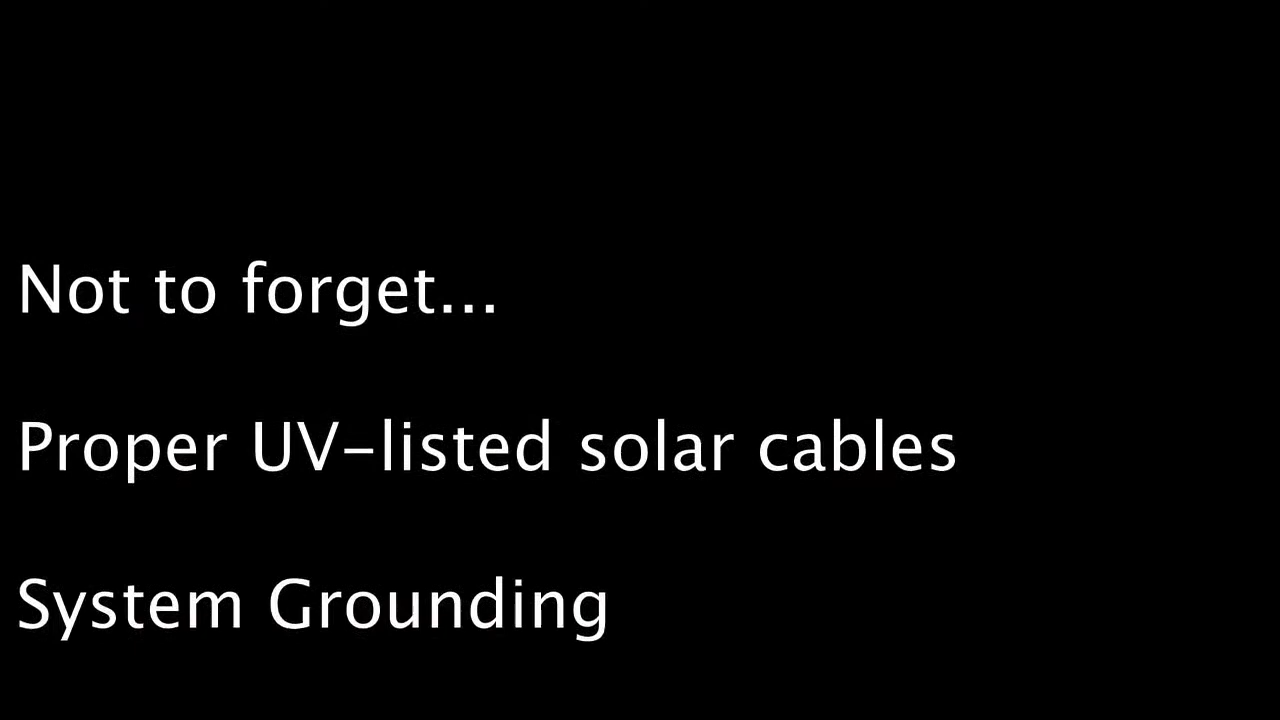 Not to forget...
Proper UV-listed solar cables
System Grounding